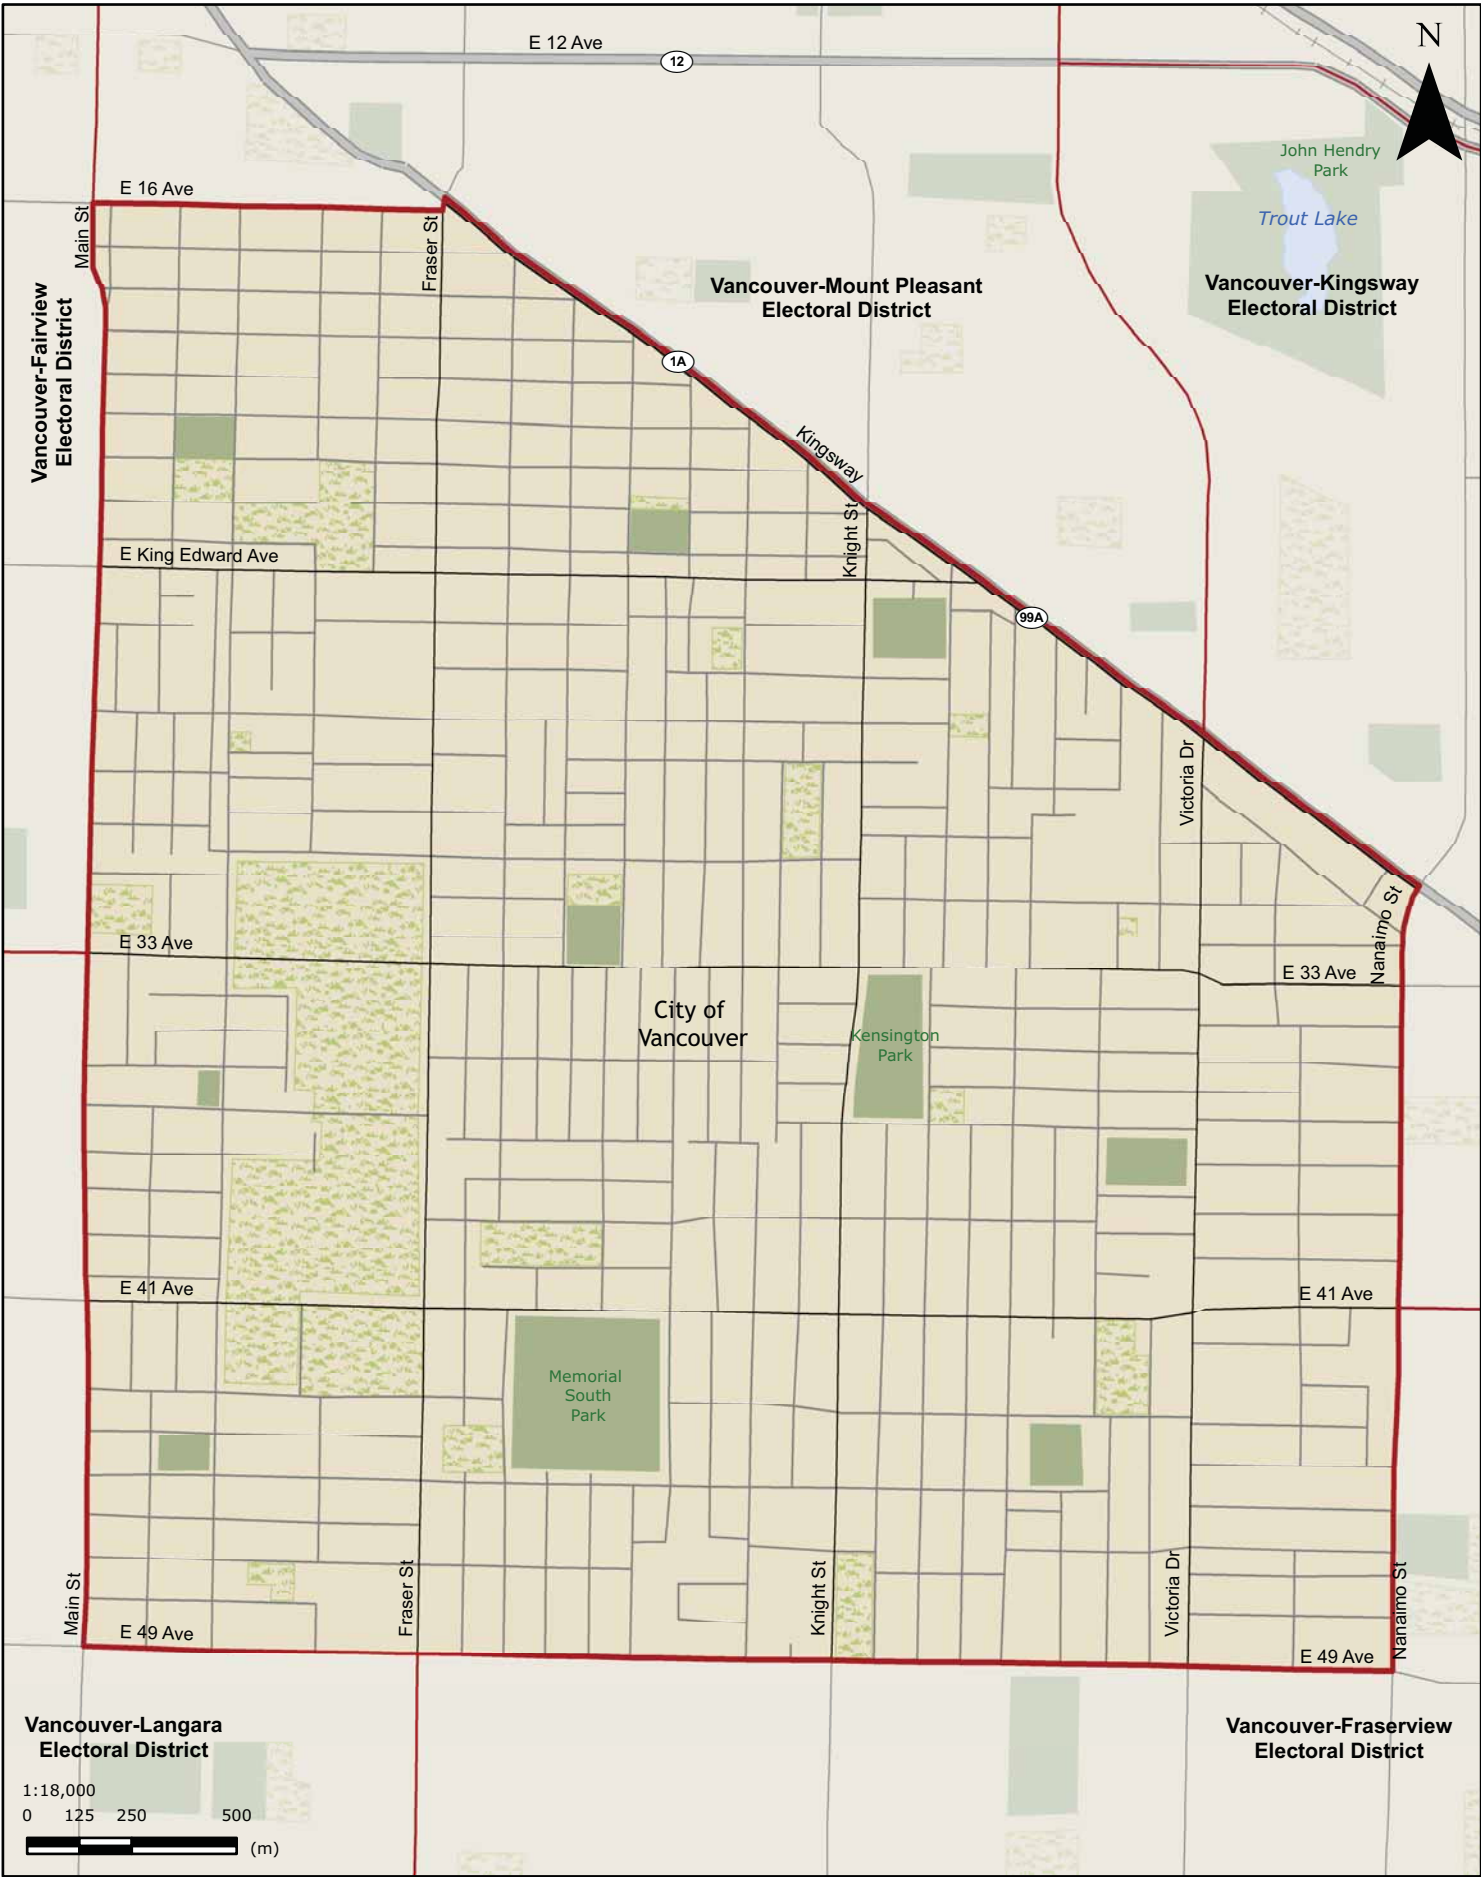 E 12 Ave
12
N
John Hendry
Park
Trout Lake
E 16 Ave
Main St
Fraser St
Vancouver-Mount Pleasant
Electoral District
Vancouver-Kingsway
Electoral District
Vancouver-Fairview
Electoral District
1A
Kingsway
Knight St
E King Edward Ave
99A
Victoria Dr
Nanaimo St
E 33 Ave
E 33 Ave
City of
Vancouver
Kensington
Park
E 41 Ave
E 41 Ave
Memorial
South
Park
Main St
Fraser St
Knight St
Victoria Dr
Nanaimo St
E 49 Ave
E 49 Ave
Vancouver-Langara
Electoral District
Vancouver-Fraserview
Electoral District
1:18,000
0 125 250 500
(m)